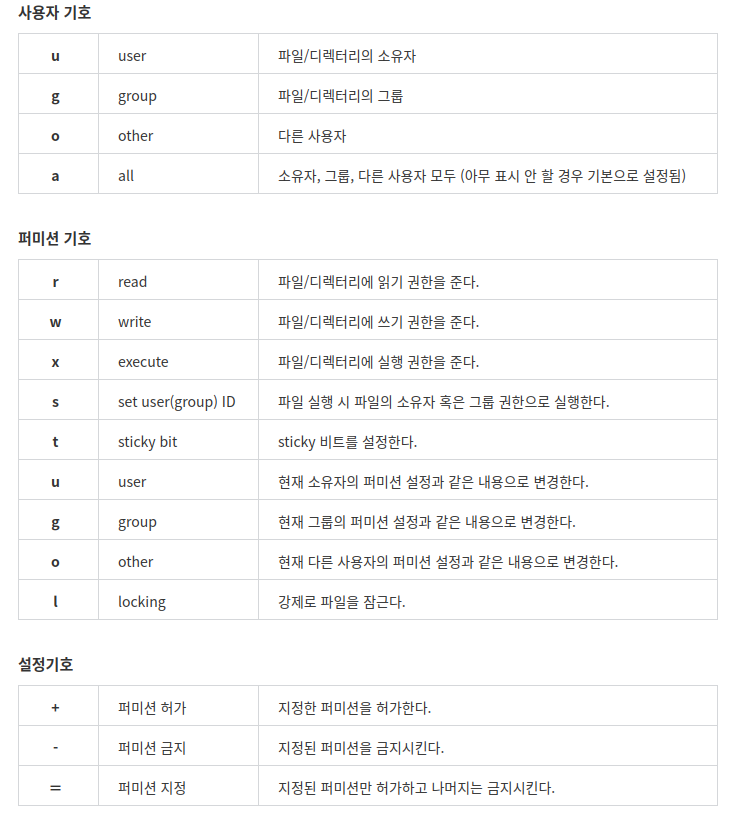 사용자 기호
u user 파일/디렉터리의 소유자
g group 파일/디렉터리의 그룹
o other 다른 사용자
a all 소유자, 그룹, 다른 사용자 모두 (아무 표시 안 할 경우 기본으로 설정됨)
퍼미션 기호
r read 파일/디렉터리에 읽기 권한을 준다.
w write 파일/디렉터리에 쓰기 권한을 준다.
x execute 파일/디렉터리에 실행 권한을 준다.
s set user(group) ID 파일 실행 시 파일의 소유자 혹은 그룹 권한으로 실행한다.
t sticky bit sticky 비트를 설정한다.
u user 현재 소유자의 퍼미션 설정과 같은 내용으로 변경한다.
g group 현재 그룹의 퍼미션 설정과 같은 내용으로 변경한다.
o other 현재 다른 사용자의 퍼미션 설정과 같은 내용으로 변경한다.
l locking 강제로 파일을 잠근다.
설정기호
+ 퍼미션 허가 지정한 퍼미션을 허가한다.
- 퍼미션 금지 지정된 퍼미션을 금지시킨다.
= 퍼미션 지정 지정된 퍼미션만 허가하고 나머지는 금지시킨다.